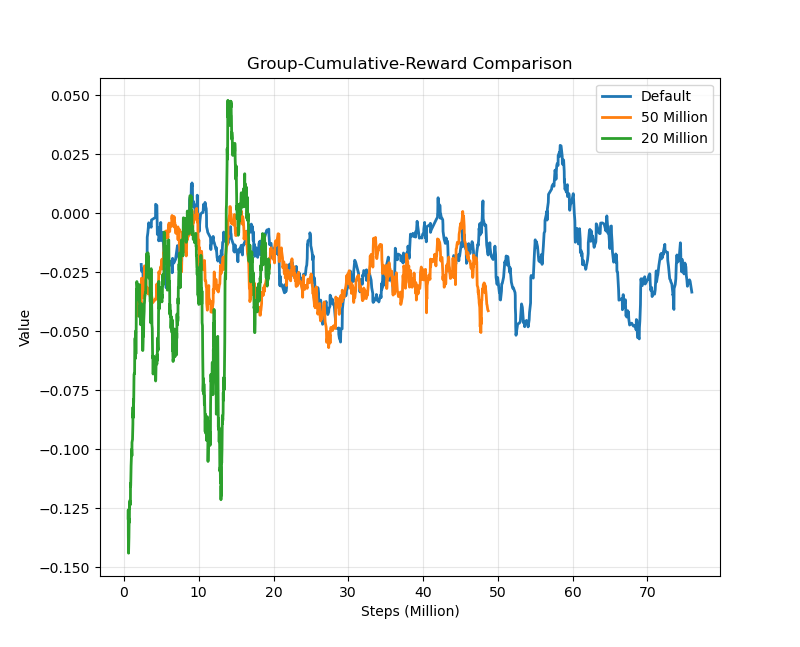 Group-Cumulative-Reward Comparison
Default
50 Million
20 Million
0.050
0.025
0.000
−0.025
−0.050
−0.075
−0.100
−0.125
−0.150
Value
0 10 20 30 40 50 60 70
Steps (Million)